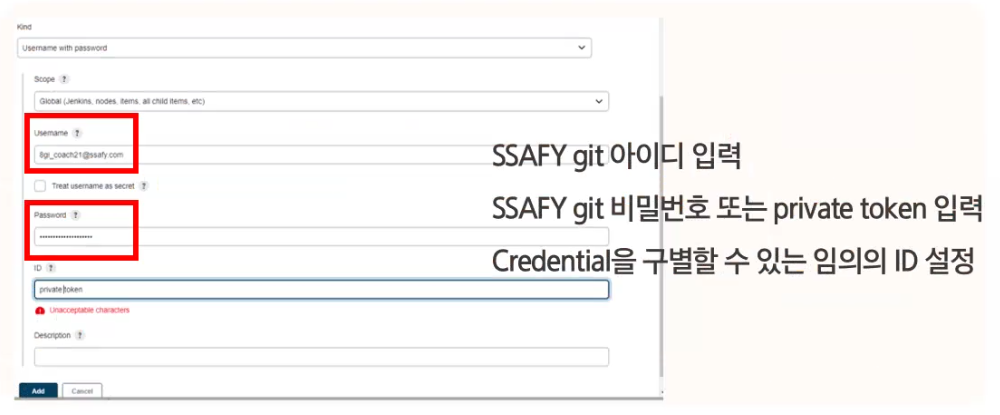 Kind
Username with password
Scope ?
Global (Jenkins, nodes, items, all child items, etc)
Username ?
llgi_coach21@ssafy.com
SSAFY git 아이디 입력
Treat username as secret ?
Password ?
SSAFY git 비밀번호 또는 private token 입력
••••••••••••••••••••
Credential을 구별할 수 있는 임의의 ID 설정
ID ?
private token
Unacceptable characters
Description ?
Add Cancel